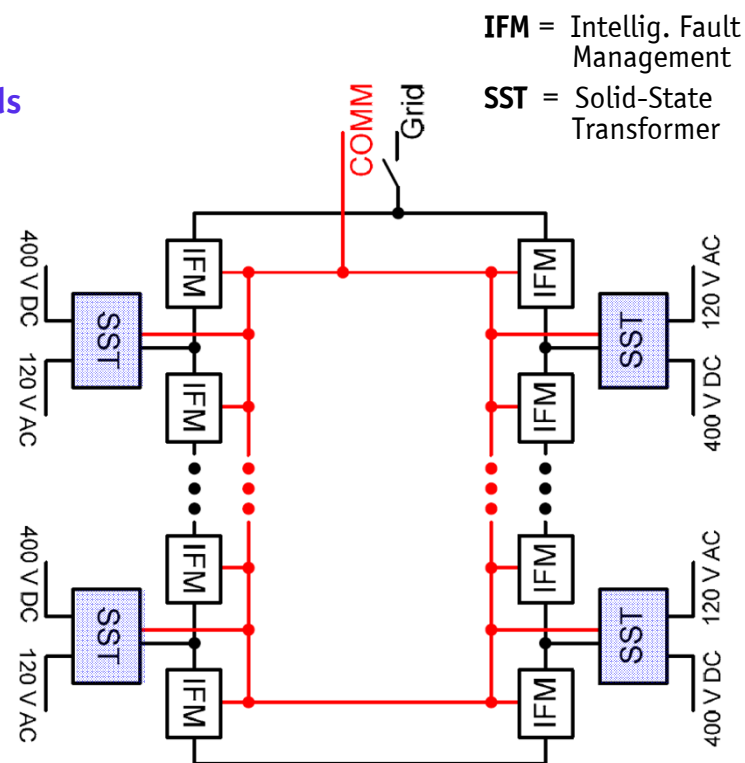 IFM = Intellig. Fault
Management
SST = Solid-State
Transformer
ds
COMM
Grid
IFM
IFM
400 V DC
120 V AC
SST
SST
120 V AC
400 V DC
IFM
IFM
IFM
IFM
400 V DC
120 V AC
SST
SST
120 V AC
400 V DC
IFM
IFM